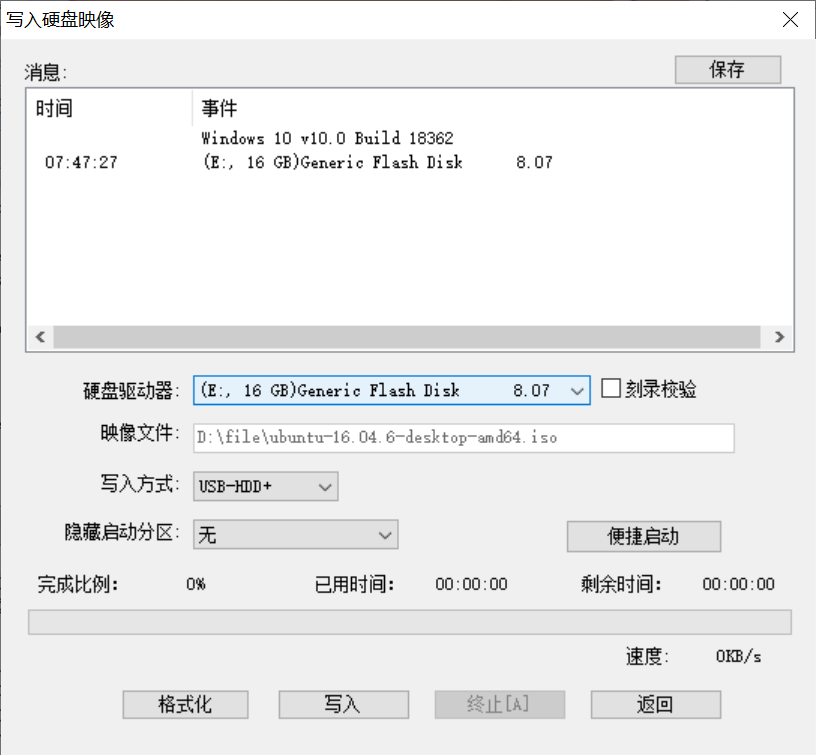 写入硬盘映像
消息:
保存
时间 事件
Windows 10 v10.0 Build 18362
07:47:27 (E:, 16 GB)Generic Flash Disk 8.07
硬盘驱动器: (E:, 16 GB)Generic Flash Disk 8.07 刻录校验
映像文件: D:\file\ubuntu-16.04.6-desktop-amd64.iso
写入方式: USB-HDD+
隐藏启动分区: 无 便捷启动
完成比例: 0% 已用时间: 00:00:00 剩余时间: 00:00:00
速度: 0KB/s
格式化 写入 终止[A] 返回